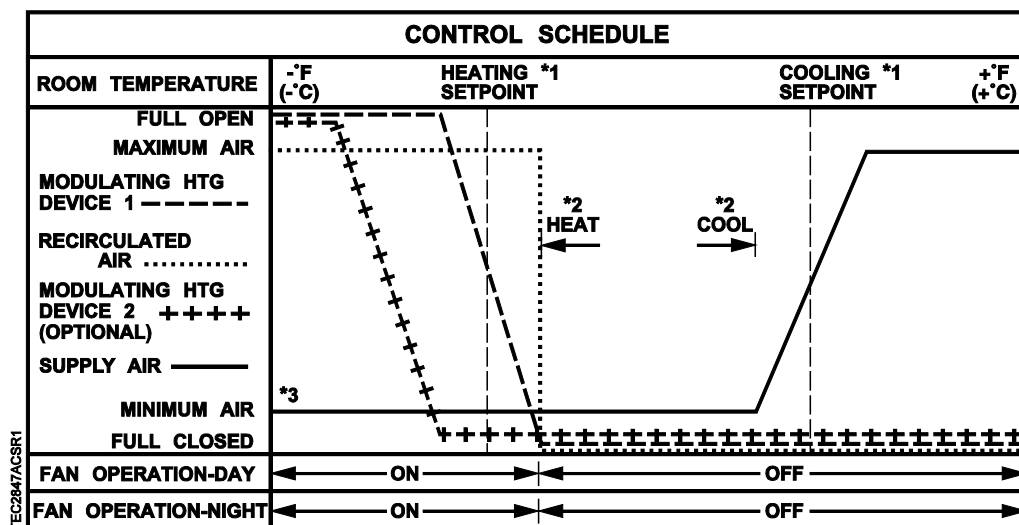 CONTROL SCHEDULE
ROOM TEMPERATURE
-°F
(-°C)
HEATING *1
SETPOINT
COOLING *1
SETPOINT
+°F
(+°C)
FULL OPEN
MAXIMUM AIR
MODULATING HTG
DEVICE 1
RECIRCULATED
AIR
MODULATING HTG
DEVICE 2
(OPTIONAL)
SUPPLY AIR
MINIMUM AIR
FULL CLOSED
*2
HEAT
*2
COOL
*3
FAN OPERATION-DAY ON OFF
FAN OPERATION-NIGHT ON OFF
TEC2847ACSR1